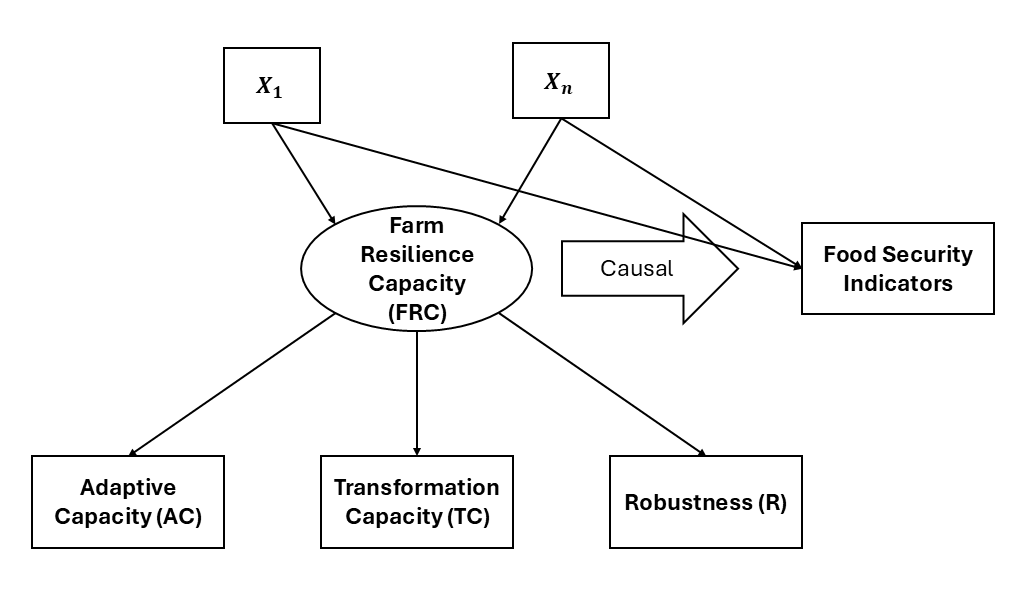 X₁
Xₙ
Farm
Resilience
Capacity
(FRC)
Causal
Food Security
Indicators
Adaptive
Capacity (AC)
Transformation
Capacity (TC)
Robustness (R)